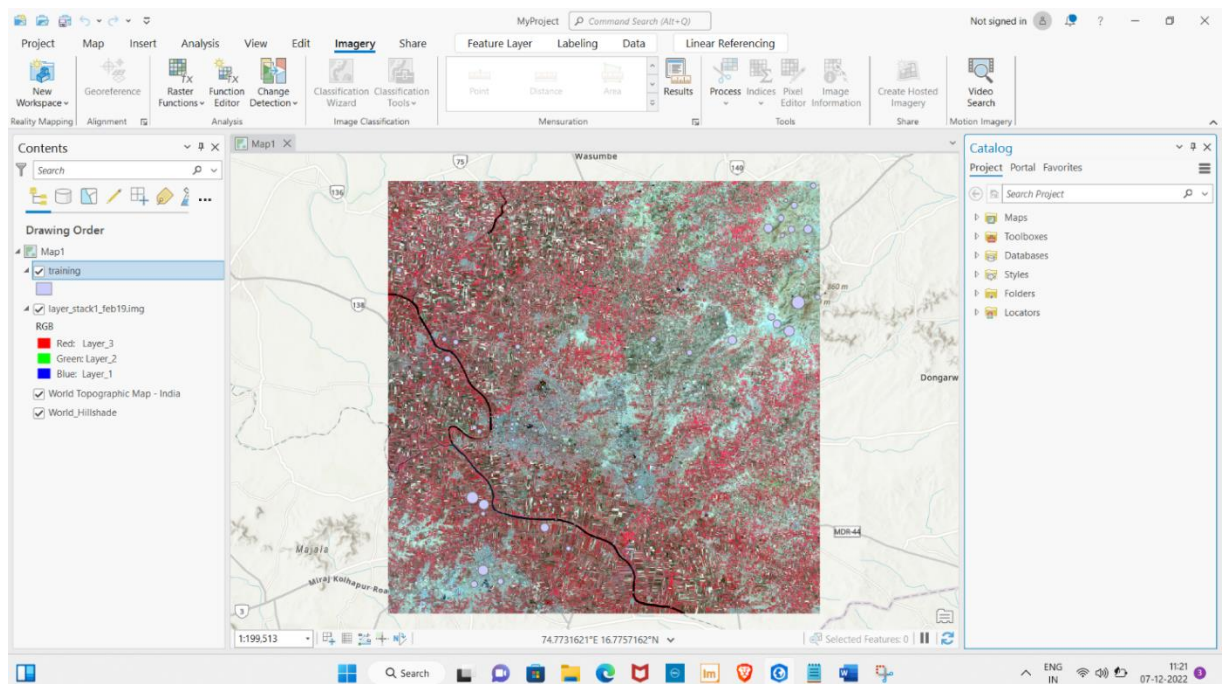 MyProject
Command Search (Alt+Q)
Not signed in
?
Project Map Insert Analysis View Edit Imagery Share Feature Layer Labeling Data Linear Referencing
New Workspace
Georeference
Raster Functions
Function Editor
Change Detection
Classification Wizard
Classification Tools
Point
Distance
Area
Results
Process
Indices
Pixel Editor
Image Information
Create Hosted Imagery
Video Search
Reality Mapping
Alignment
Analysis
Image Classification
Mensuration
Tools
Share
Motion Imagery
Contents
Search
Drawing Order
Map1
training
layer_stack1_feb19.img
RGB
Red: Layer_3
Green: Layer_2
Blue: Layer_1
World Topographic Map - India
World_Hillshade
Map1
Wasumbe
75
140
136
138
860 m
m
Dongarw
MDR-44
Majala
Miraj Kolhapur Roa
3
1:199,513
74.7731621°E 16.7757162°N
Selected Features: 0
Catalog
Project Portal Favorites
Search Project
Maps
Toolboxes
Databases
Styles
Folders
Locators
Search
ENG
IN
11:21
07-12-2022
3